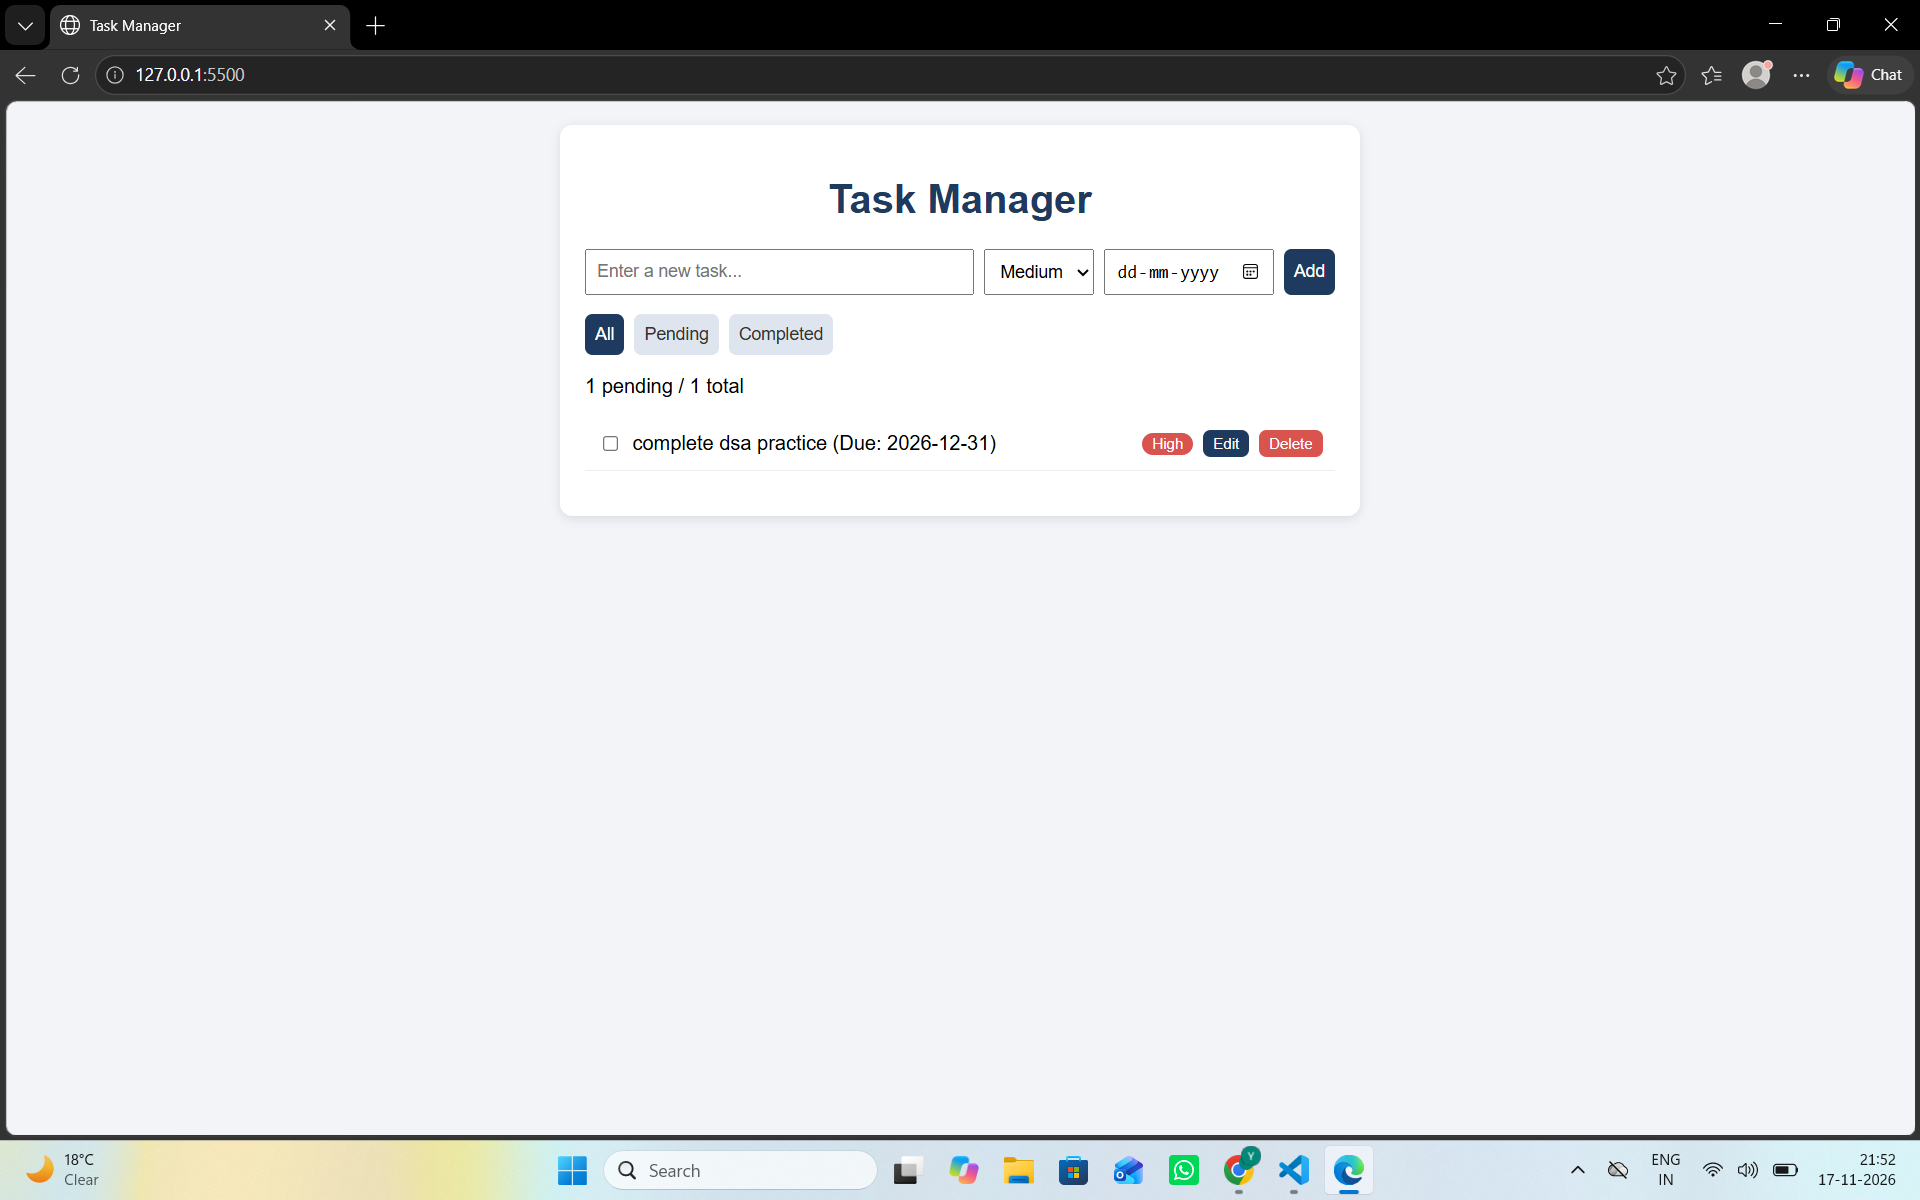 Task Manager
127.0.0.1:5500
Chat
Task Manager
Enter a new task... Medium dd-mm-yyyy Add
All Pending Completed
1 pending / 1 total
complete dsa practice (Due: 2026-12-31) High Edit Delete
18°C
Clear
Search
Y
ENG
IN
21:52
17-11-2026